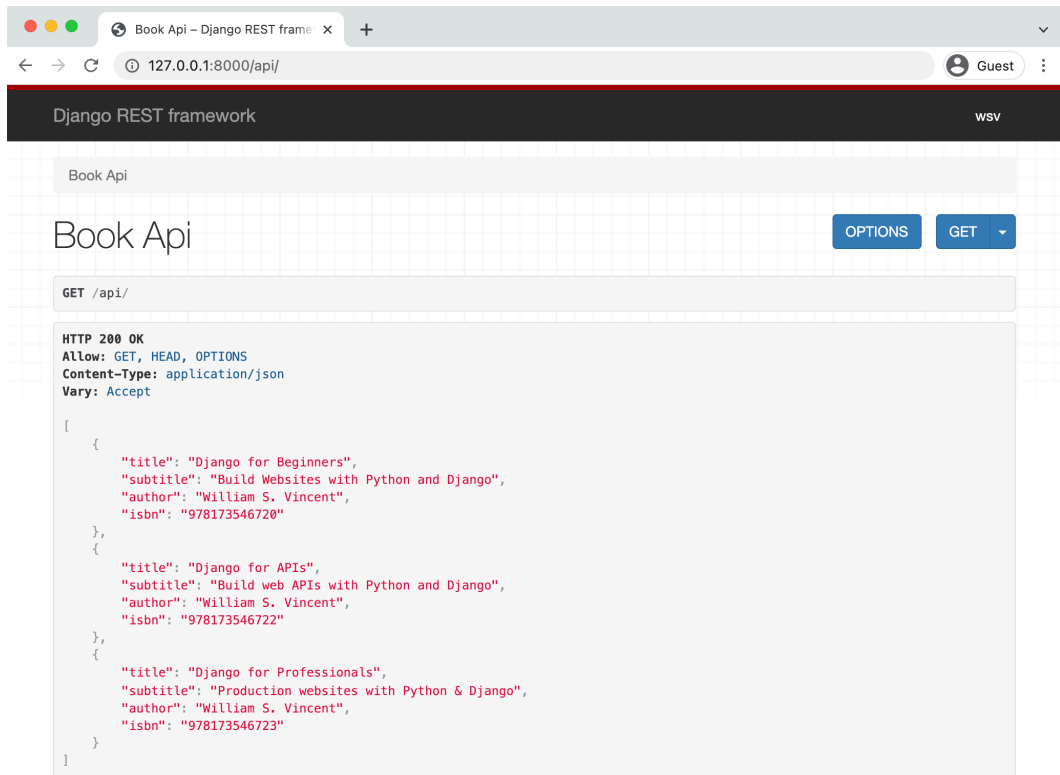 Book Api – Django REST frame
127.0.0.1:8000/api/
Guest
Django REST framework
wsv
Book Api
Book Api
OPTIONS
GET
GET /api/
HTTP 200 OK
Allow: GET, HEAD, OPTIONS
Content-Type: application/json
Vary: Accept
[
    {
        "title": "Django for Beginners",
        "subtitle": "Build Websites with Python and Django",
        "author": "William S. Vincent",
        "isbn": "978173546720"
    },
    {
        "title": "Django for APIs",
        "subtitle": "Build web APIs with Python and Django",
        "author": "William S. Vincent",
        "isbn": "978173546722"
    },
    {
        "title": "Django for Professionals",
        "subtitle": "Production websites with Python & Django",
        "author": "William S. Vincent",
        "isbn": "978173546723"
    }
]